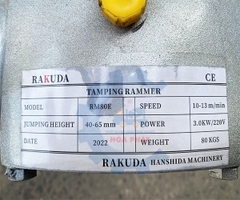 RAKUDA CE
TAMPING RAMMER
MODEL RM80E SPEED 10-13 m/min
JUMPING HEIGHT 40-65 mm POWER 3.0KW/220V
DATE 2022 WEIGHT 80 KGS
RAKUDA HANSHIDA MACHINERY